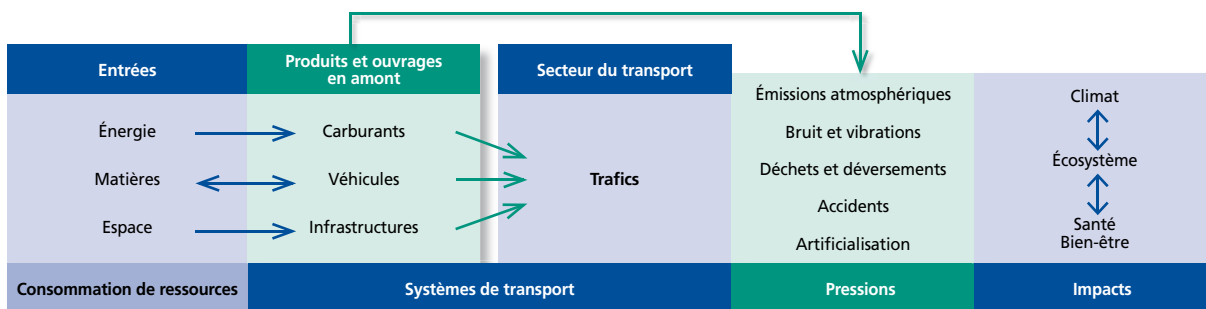 Entrées
Produits et ouvrages
en amont
Secteur du transport
Énergie
Carburants
Matières
Véhicules
Espace
Infrastructures
Trafics
Émissions atmosphériques
Bruit et vibrations
Déchets et déversements
Accidents
Artificialisation
Climat
Écosystème
Santé
Bien-être
Consommation de ressources
Systèmes de transport
Pressions
Impacts